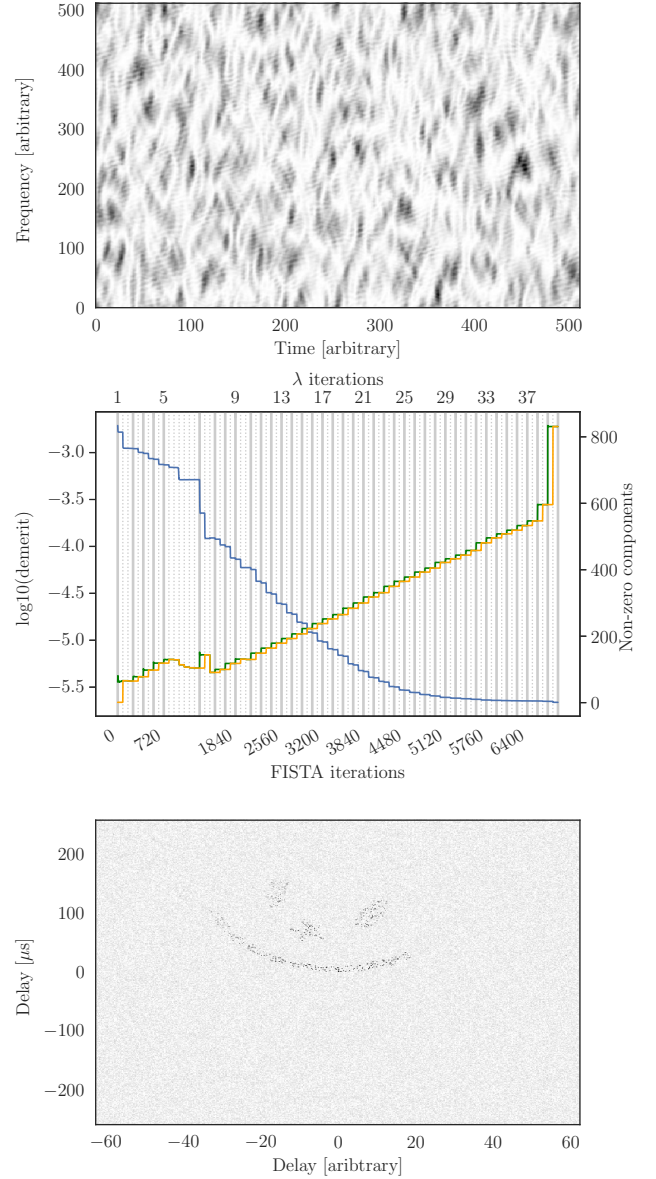 500
400
300
200
100
0
Frequency [arbitrary]
0 100 200 300 400 500
Time [arbitrary]
λ iterations
1 5 9 13 17 21 25 29 33 37
−3.0
−3.5
−4.0
−4.5
−5.0
−5.5
log10(demerit)
800
600
400
200
0
Non-zero components
0 720 1840 2560 3200 3840 4480 5120 5760 6400
FISTA iterations
200
100
0
−100
−200
Delay [μs]
−60 −40 −20 0 20 40 60
Delay [aribtrary]